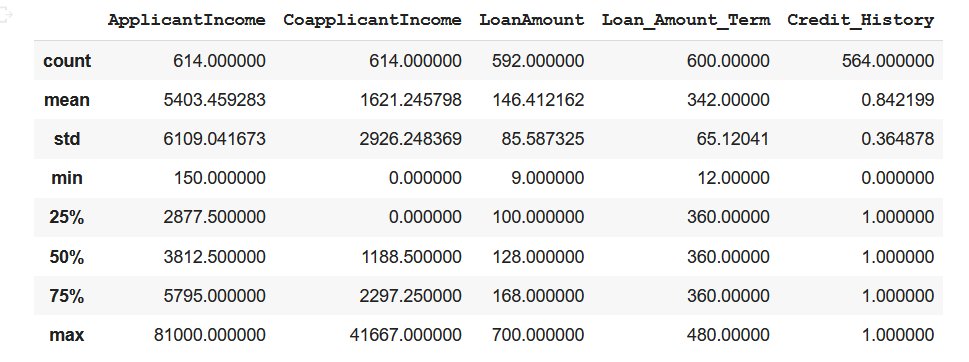 ApplicantIncome CoapplicantIncome LoanAmount Loan_Amount_Term Credit_History
count 614.000000 614.000000 592.000000 600.00000 564.000000
mean 5403.459283 1621.245798 146.412162 342.00000 0.842199
std 6109.041673 2926.248369 85.587325 65.12041 0.364878
min 150.000000 0.000000 9.000000 12.00000 0.000000
25% 2877.500000 0.000000 100.000000 360.00000 1.000000
50% 3812.500000 1188.500000 128.000000 360.00000 1.000000
75% 5795.000000 2297.250000 168.000000 360.00000 1.000000
max 81000.000000 41667.000000 700.000000 480.00000 1.000000